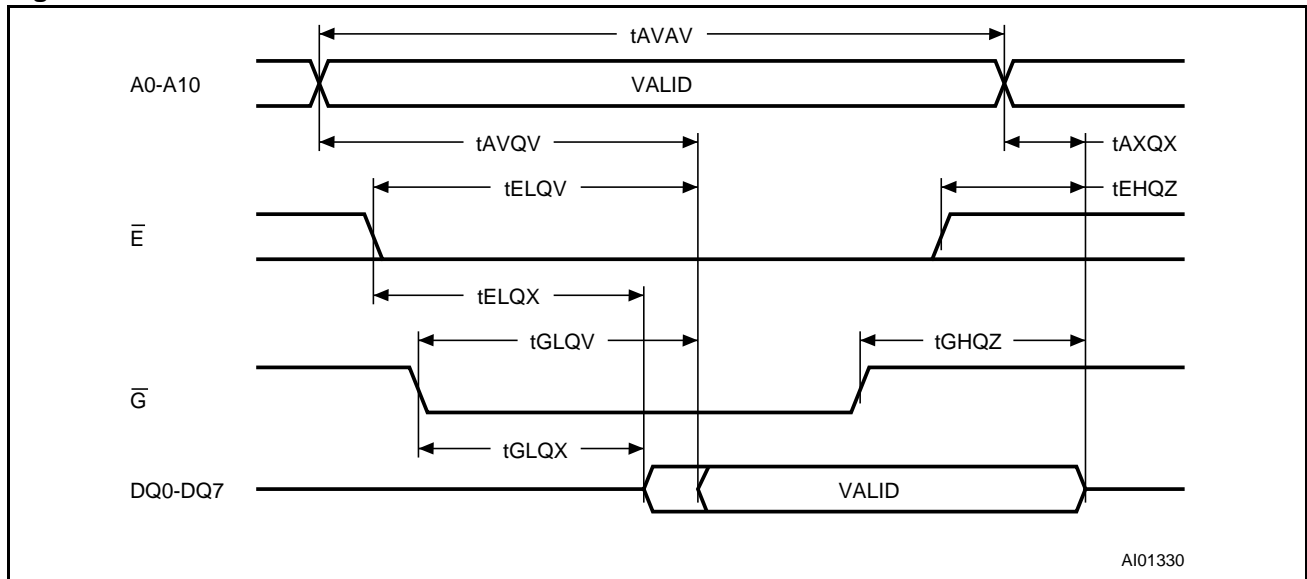 tAVAV
A0-A10
VALID
tAVQV
tAXQX
tELQV
tEHQZ
E̅
tELQX
tGLQV
tGHQZ
G̅
tGLQX
DQ0-DQ7
VALID
AI01330